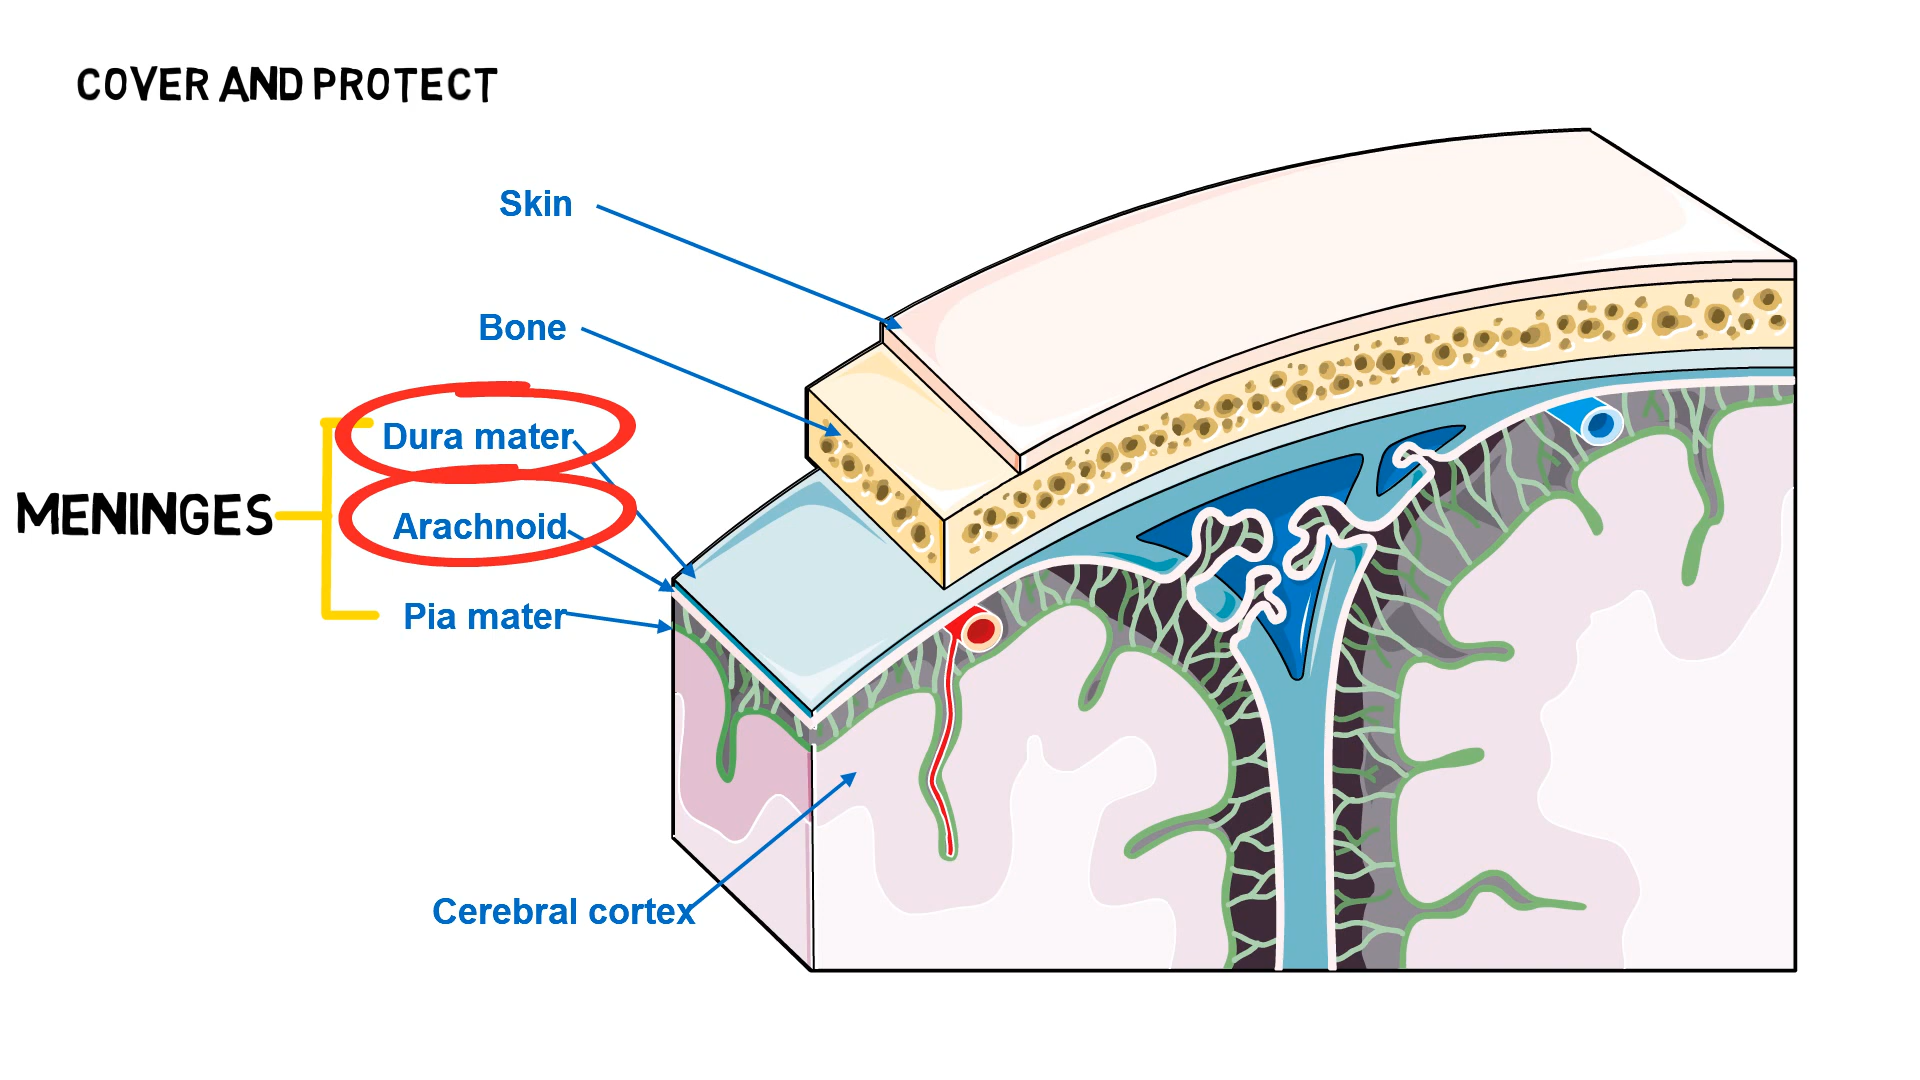 COVER AND PROTECT
Skin
Bone
Dura mater
MENINGES
Arachnoid
Pia mater
Cerebral cortex